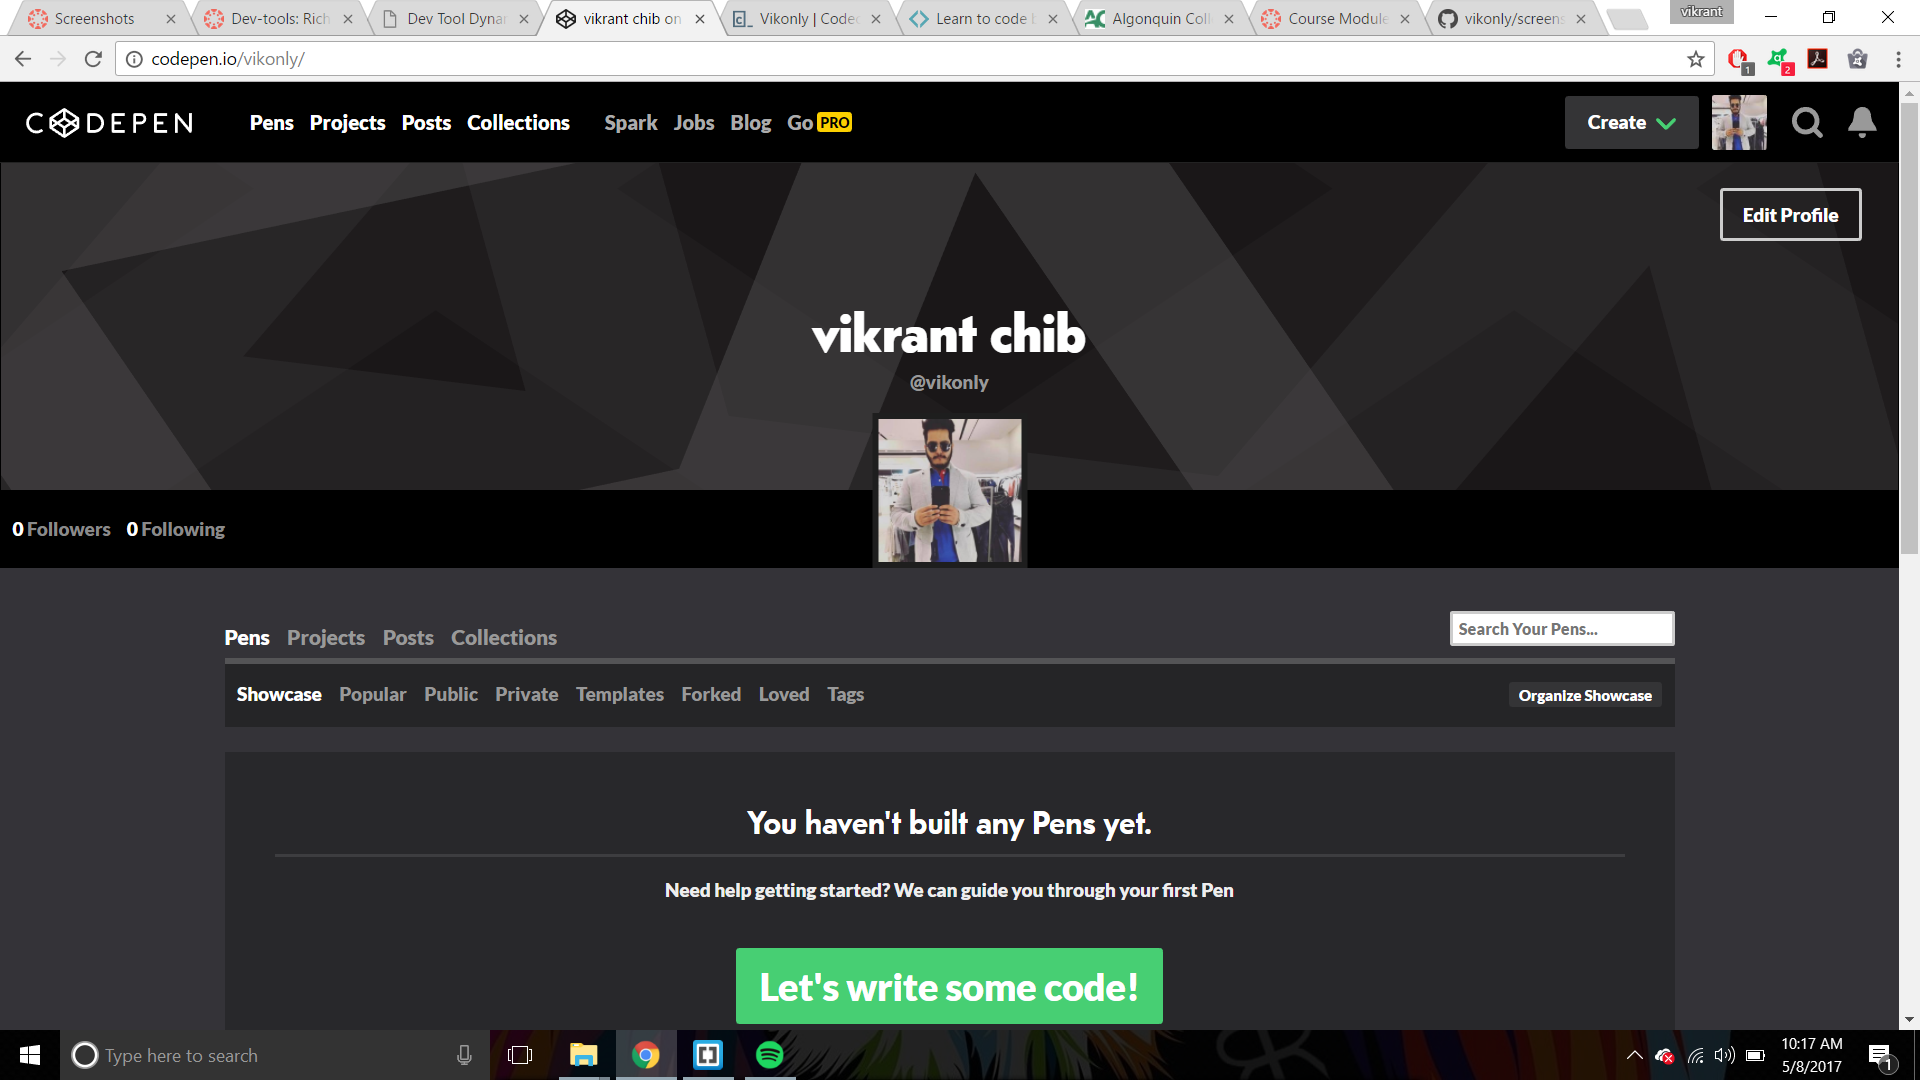 Screenshots
Dev-tools: Rich
Dev Tool Dynar
vikrant chib on
Vikonly | Codec
Learn to code b
Algonquin Coll
Course Module
vikonly/screens
vikrant
codepen.io/vikonly/
1
2
CODEPEN
Pens Projects Posts Collections Spark Jobs Blog Go PRO
Create
Edit Profile
vikrant chib
@vikonly
0 Followers 0 Following
Pens Projects Posts Collections
Search Your Pens...
Showcase Popular Public Private Templates Forked Loved Tags
Organize Showcase
You haven't built any Pens yet.
Need help getting started? We can guide you through your first Pen
Let's write some code!
Type here to search
10:17 AM
5/8/2017
1